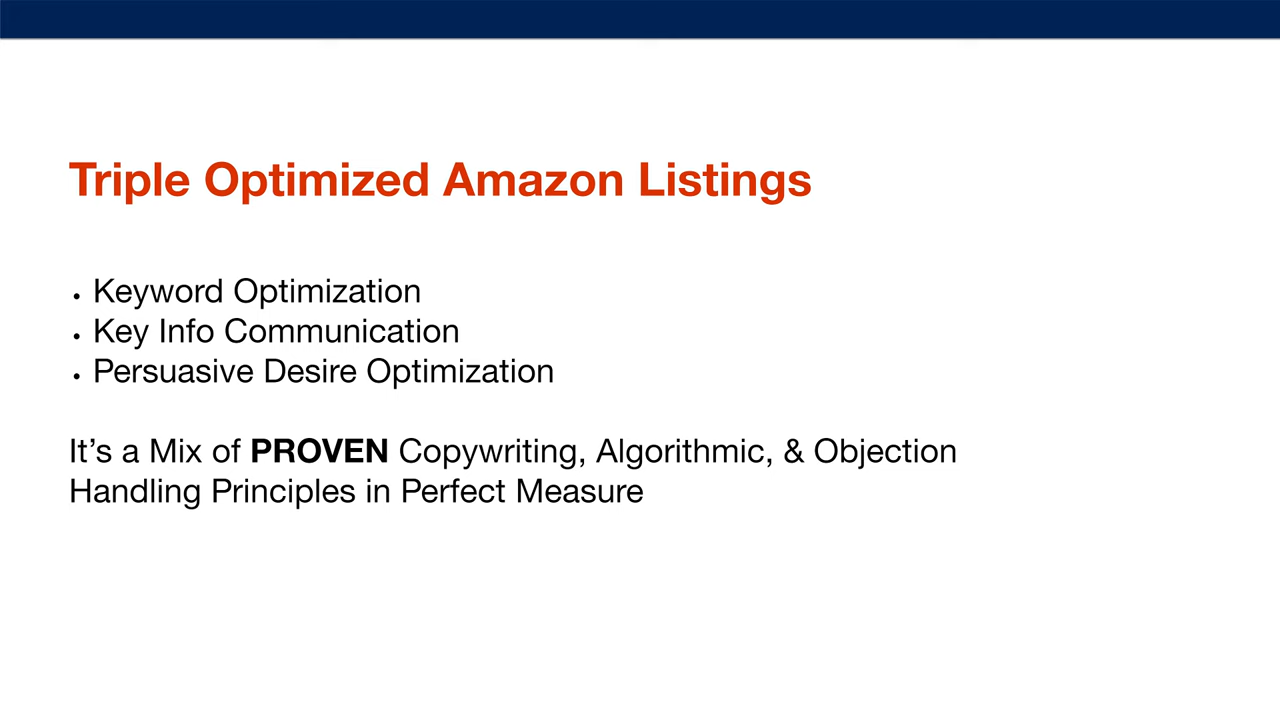 Triple Optimized Amazon Listings
• Keyword Optimization
• Key Info Communication
• Persuasive Desire Optimization
It’s a Mix of PROVEN Copywriting, Algorithmic, & Objection
Handling Principles in Perfect Measure